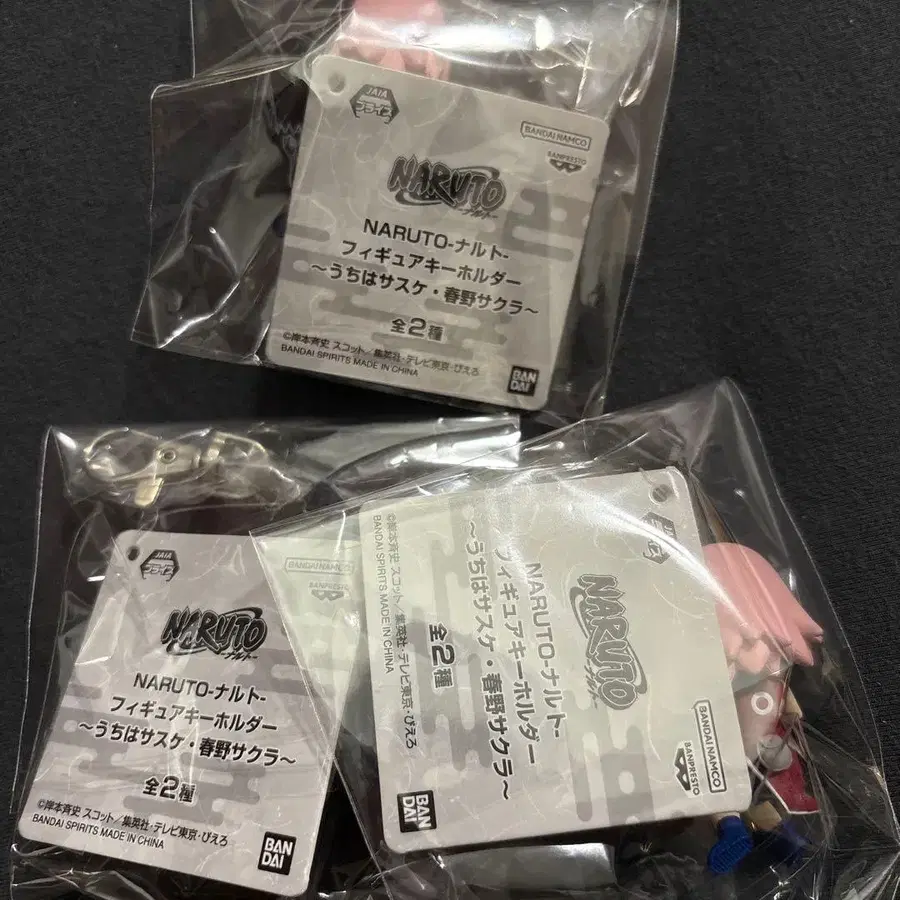 JAIA
プライズ
BANDAI NAMCO
BANPRESTO
NARUTO
-ナルト-
NARUTO-ナルト-
フィギュアキーホルダー
～うちはサスケ・春野サクラ～
全2種
©岸本斉史 スコット／集英社・テレビ東京・ぴえろ
BANDAI SPIRITS MADE IN CHINA
BAN
DAI
JAIA
プライズ
BANDAI NAMCO
BANPRESTO
NARUTO
-ナルト-
NARUTO-ナルト-
フィギュアキーホルダー
～うちはサスケ・春野サクラ～
全2種
©岸本斉史 スコット／集英社・テレビ東京・ぴえろ
BANDAI SPIRITS MADE IN CHINA
BAN
DAI
BANDAI NAMCO
BANPRESTO
NARUTO
-ナルト-
NARUTO-ナルト-
フィギュアキーホルダー
～うちはサスケ・春野サクラ～
全2種
©岸本斉史 スコット／集英社・テレビ東京・ぴえろ
BANDAI SPIRITS MADE IN CHINA
BAN
DAI